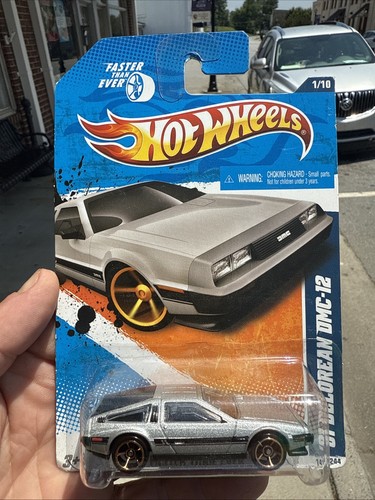 FASTER
THAN
EVER
1/10
HOT WHEELS
WARNING: CHOKING HAZARD - Small parts.
Not for children under 3 years.
DMC
'81 DELOREAN DMC-12